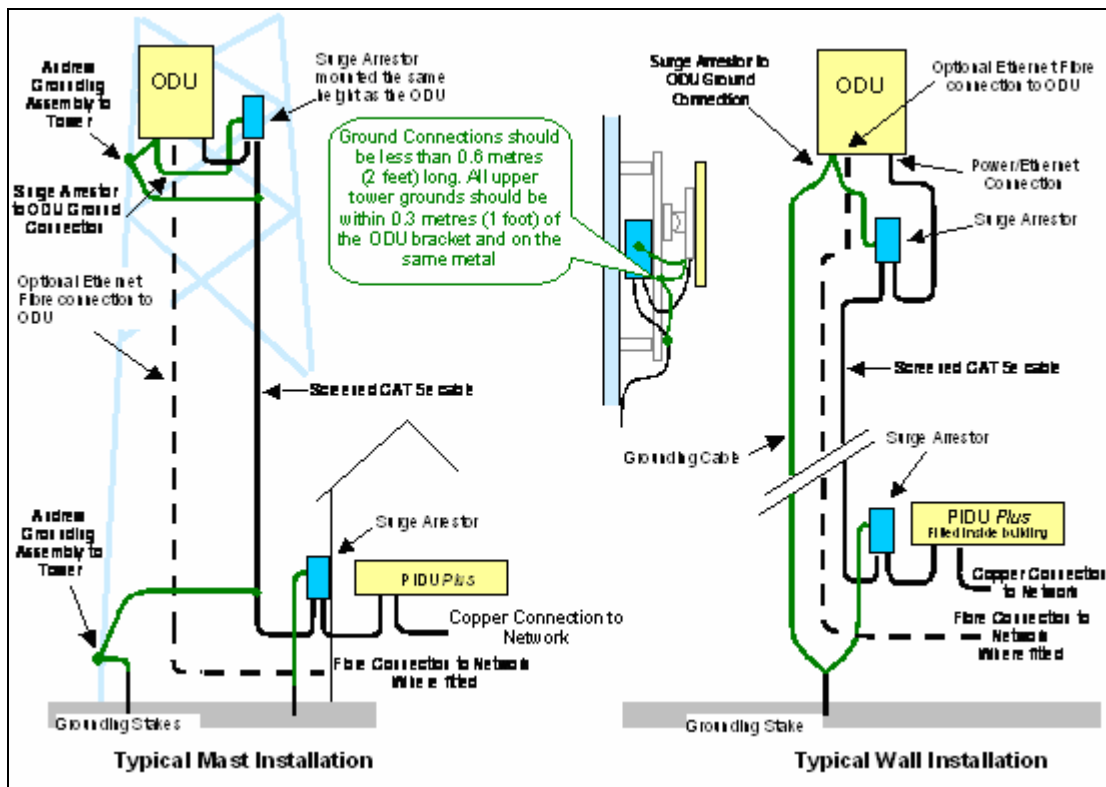 Andrew
Grounding
Assembly to
Tower
ODU
Surge Arrestor
mounted the same
height as the ODU
Surge Arrestor
to ODU Ground
Connection
Optional Ethernet
Fibre connection to
ODU
Screened CAT 5e cable
Andrew
Grounding
Assembly to
Tower
Surge Arrestor
PIDU Plus
Copper Connection to
Network
Fibre Connection to Network
Where fitted
Grounding Stakes
Typical Mast Installation
Ground Connections should
be less than 0.6 metres
(2 feet) long. All upper
tower grounds should be
within 0.3 metres (1 foot) of
the ODU bracket and on the
same metal
Surge Arrestor to
ODU Ground
Connection
ODU
Optional Ethernet Fibre
connection to ODU
Power/Ethernet
Connection
Surge Arrestor
Screened CAT 5e cable
Grounding Cable
Surge Arrestor
PIDU Plus
Fitted inside building
Copper Connection
to Network
Fibre Connection to
Network
Where fitted
Grounding Stake
Typical Wall Installation